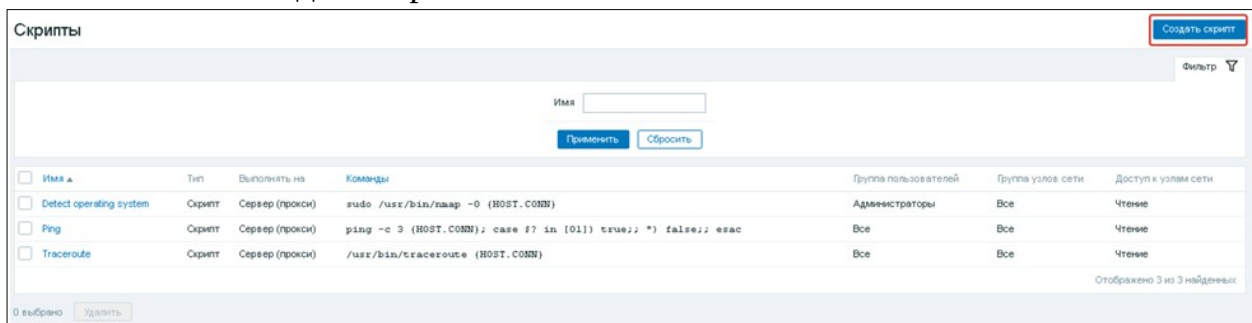 Скрипты
Создать скрипт
Фильтр
Имя
Применить Сбросить
Имя Тип Выполнять на Команды Группа пользователей Группа узлов сети Доступ к узлам сети
Detect operating system Скрипт Сервер (прокси) sudo /usr/bin/nmap -O {HOST.CONN} Администраторы Все Чтение
Ping Скрипт Сервер (прокси) ping -c 3 {HOST.CONN}; case $? in [01]) true;; *) false;; esac Все Все Чтение
Traceroute Скрипт Сервер (прокси) /usr/bin/traceroute {HOST.CONN} Все Все Чтение
Отображено 3 из 3 найденных
0 выбрано Удалить